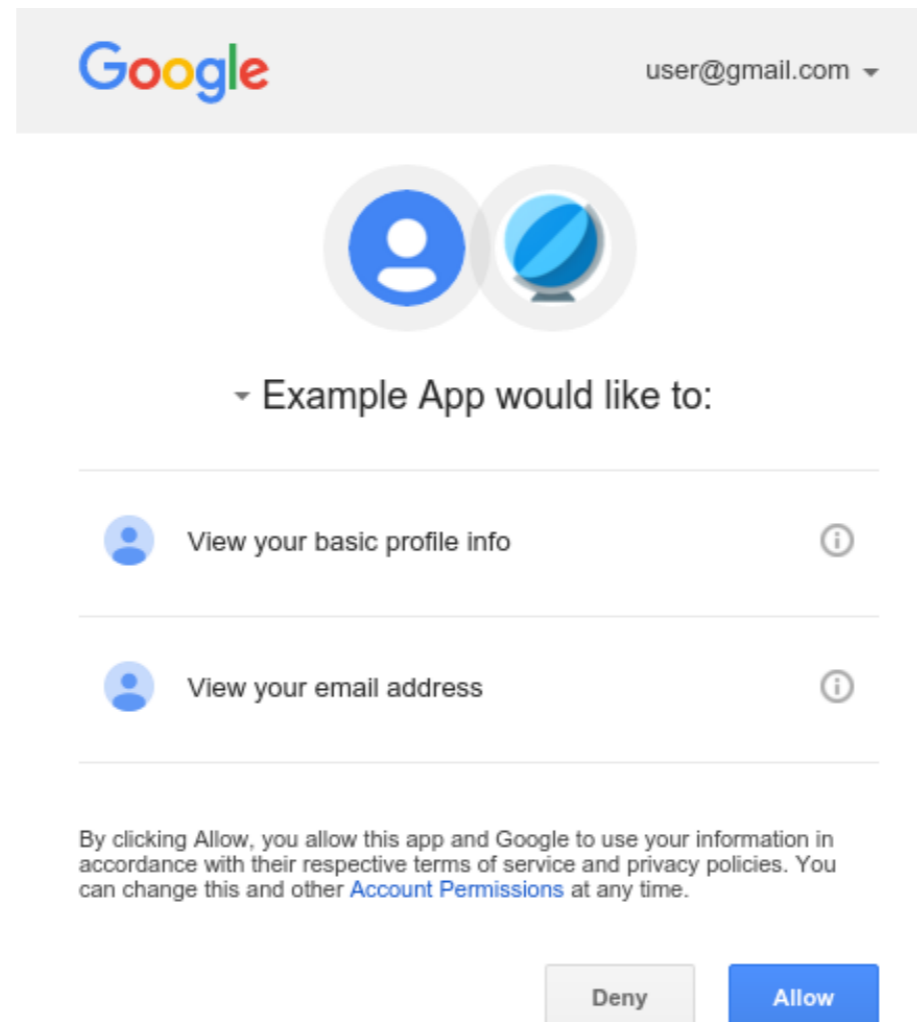 Google
user@gmail.com
Example App would like to:
View your basic profile info
View your email address
By clicking Allow, you allow this app and Google to use your information in
accordance with their respective terms of service and privacy policies. You
can change this and other Account Permissions at any time.
Deny
Allow